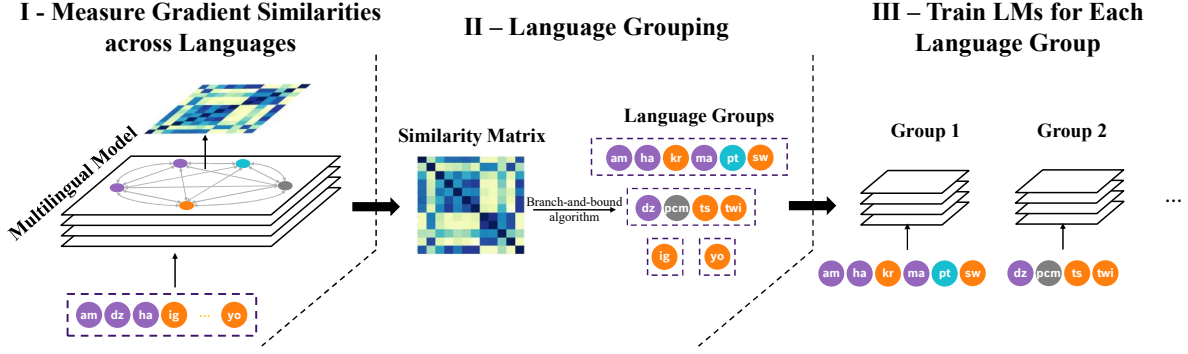 I - Measure Gradient Similarities
across Languages
Multilingual Model
am dz ha ig ... yo
II – Language Grouping
Similarity Matrix
Branch-and-bound
algorithm
Language Groups
am ha kr ma pt sw
dz pcm ts twi
ig yo
III – Train LMs for Each
Language Group
Group 1 Group 2
...
am ha kr ma pt sw dz pcm ts twi